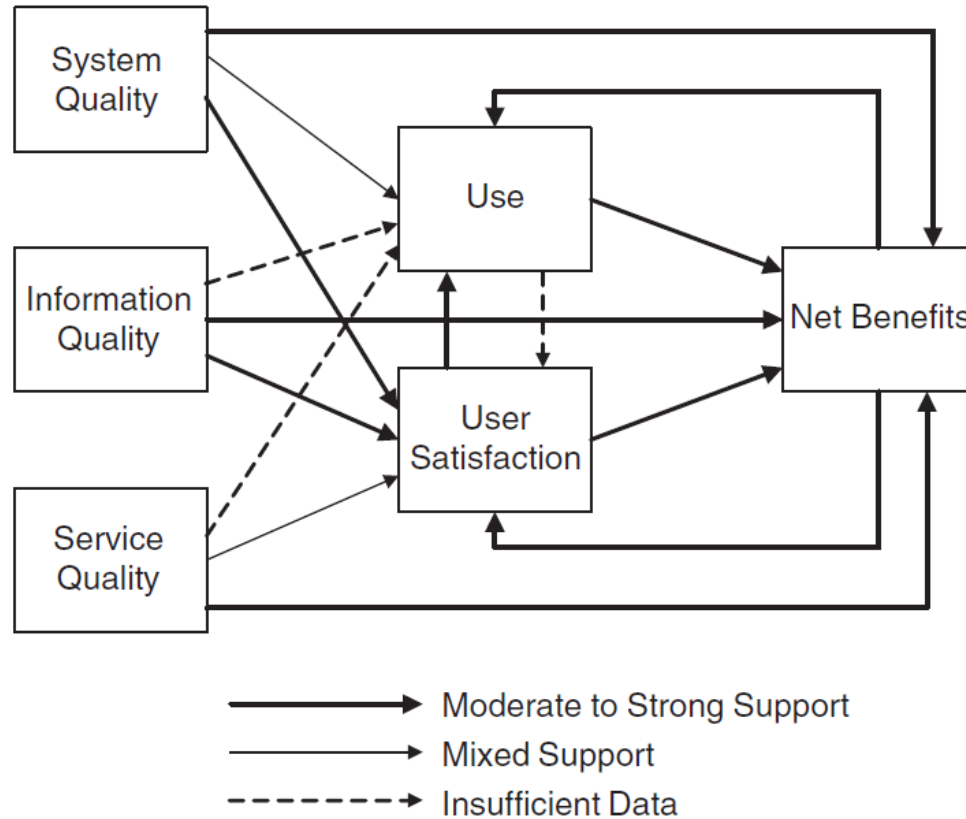 System
Quality
Use
Information
Quality
Net Benefits
User
Satisfaction
Service
Quality
Moderate to Strong Support
Mixed Support
Insufficient Data